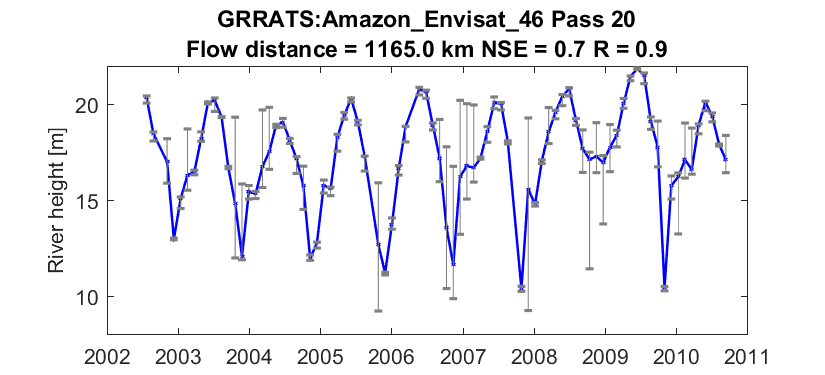 GRRATS:Amazon_Envisat_46 Pass 20
Flow distance = 1165.0 km NSE = 0.7 R = 0.9
River height [m]
20
15
10
2002 2003 2004 2005 2006 2007 2008 2009 2010 2011